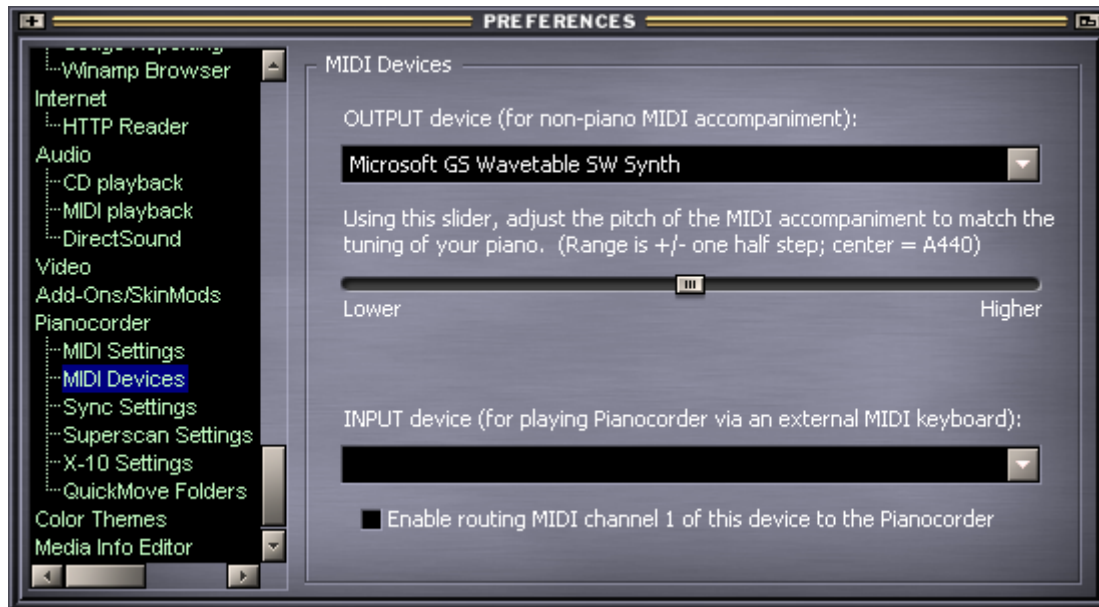 PREFERENCES
Winamp Browser
Internet
HTTP Reader
Audio
CD playback
MIDI playback
DirectSound
Video
Add-Ons/SkinMods
Pianocorder
MIDI Settings
MIDI Devices
Sync Settings
Superscan Settings
X-10 Settings
QuickMove Folders
Color Themes
Media Info Editor
MIDI Devices
OUTPUT device (for non-piano MIDI accompaniment):
Microsoft GS Wavetable SW Synth
Using this slider, adjust the pitch of the MIDI accompaniment to match the
tuning of your piano.  (Range is +/- one half step; center = A440)
Lower
Higher
INPUT device (for playing Pianocorder via an external MIDI keyboard):
Enable routing MIDI channel 1 of this device to the Pianocorder